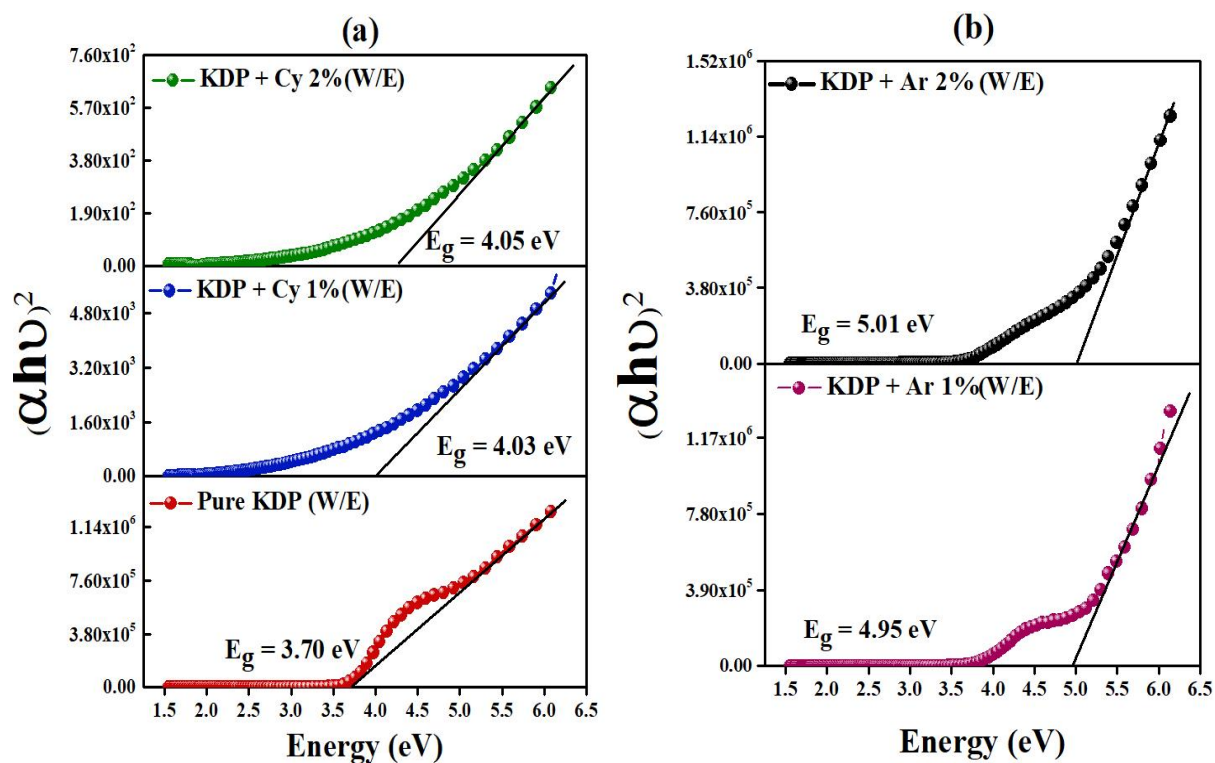 (a)
7.60x10²
5.70x10²
3.80x10²
1.90x10²
0.00
KDP + Cy 2%(W/E)
E_g = 4.05 eV
4.80x10³
3.20x10³
1.60x10³
0.00
KDP + Cy 1%(W/E)
E_g = 4.03 eV
1.14x10⁶
7.60x10⁵
3.80x10⁵
0.00
Pure KDP (W/E)
E_g = 3.70 eV
(αhυ)²
1.5 2.0 2.5 3.0 3.5 4.0 4.5 5.0 5.5 6.0 6.5
Energy (eV)
(b)
1.52x10⁶
1.14x10⁶
7.60x10⁵
3.80x10⁵
0.00
KDP + Ar 2% (W/E)
E_g = 5.01 eV
1.17x10⁶
7.80x10⁵
3.90x10⁵
0.00
KDP + Ar 1%(W/E)
E_g = 4.95 eV
(αhυ)²
1.5 2.0 2.5 3.0 3.5 4.0 4.5 5.0 5.5 6.0 6.5
Energy (eV)